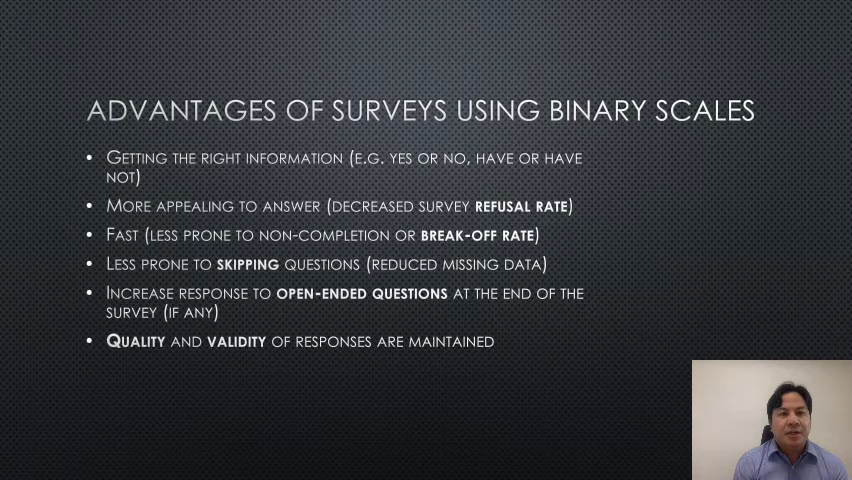 ADVANTAGES OF SURVEYS USING BINARY SCALES
• GETTING THE RIGHT INFORMATION (E.G. YES OR NO, HAVE OR HAVE
NOT)
• MORE APPEALING TO ANSWER (DECREASED SURVEY REFUSAL RATE)
• FAST (LESS PRONE TO NON-COMPLETION OR BREAK-OFF RATE)
• LESS PRONE TO SKIPPING QUESTIONS (REDUCED MISSING DATA)
• INCREASE RESPONSE TO OPEN-ENDED QUESTIONS AT THE END OF THE
SURVEY (IF ANY)
• QUALITY AND VALIDITY OF RESPONSES ARE MAINTAINED